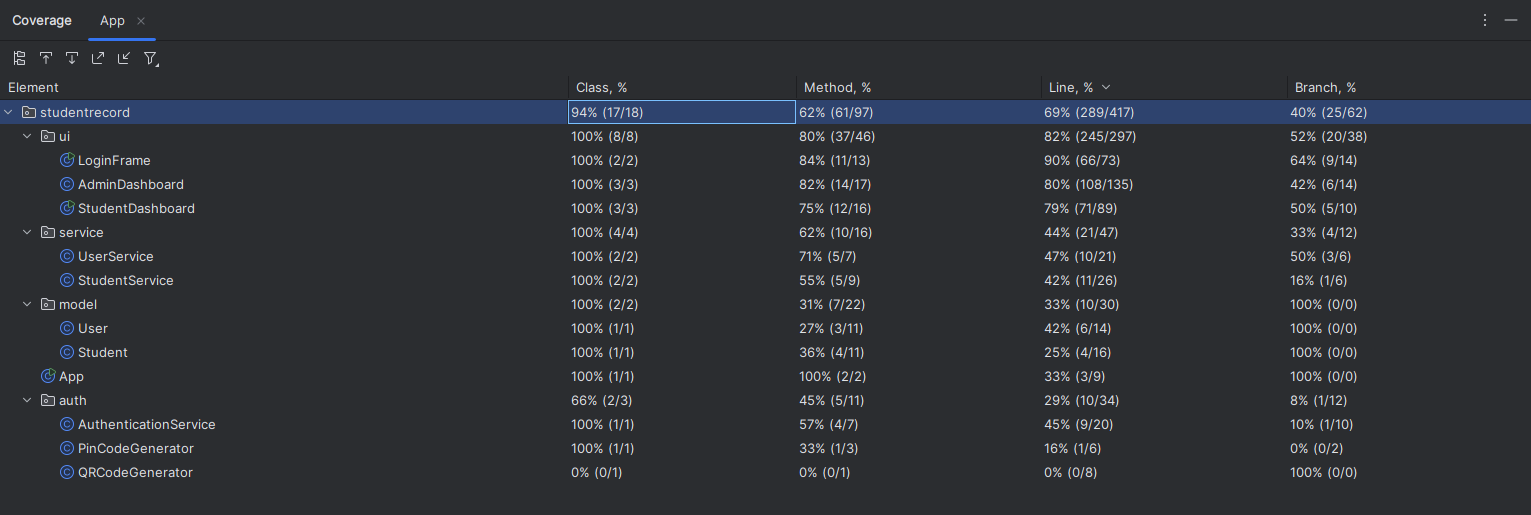 Coverage App
Element Class, % Method, % Line, % Branch, %
studentrecord 94% (17/18) 62% (61/97) 69% (289/417) 40% (25/62)
ui 100% (8/8) 80% (37/46) 82% (245/297) 52% (20/38)
LoginFrame 100% (2/2) 84% (11/13) 90% (66/73) 64% (9/14)
AdminDashboard 100% (3/3) 82% (14/17) 80% (108/135) 42% (6/14)
StudentDashboard 100% (3/3) 75% (12/16) 79% (71/89) 50% (5/10)
service 100% (4/4) 62% (10/16) 44% (21/47) 33% (4/12)
UserService 100% (2/2) 71% (5/7) 47% (10/21) 50% (3/6)
StudentService 100% (2/2) 55% (5/9) 42% (11/26) 16% (1/6)
model 100% (2/2) 31% (7/22) 33% (10/30) 100% (0/0)
User 100% (1/1) 27% (3/11) 42% (6/14) 100% (0/0)
Student 100% (1/1) 36% (4/11) 25% (4/16) 100% (0/0)
App 100% (1/1) 100% (2/2) 33% (3/9) 100% (0/0)
auth 66% (2/3) 45% (5/11) 29% (10/34) 8% (1/12)
AuthenticationService 100% (1/1) 57% (4/7) 45% (9/20) 10% (1/10)
PinCodeGenerator 100% (1/1) 33% (1/3) 16% (1/6) 0% (0/2)
QRCodeGenerator 0% (0/1) 0% (0/1) 0% (0/8) 100% (0/0)